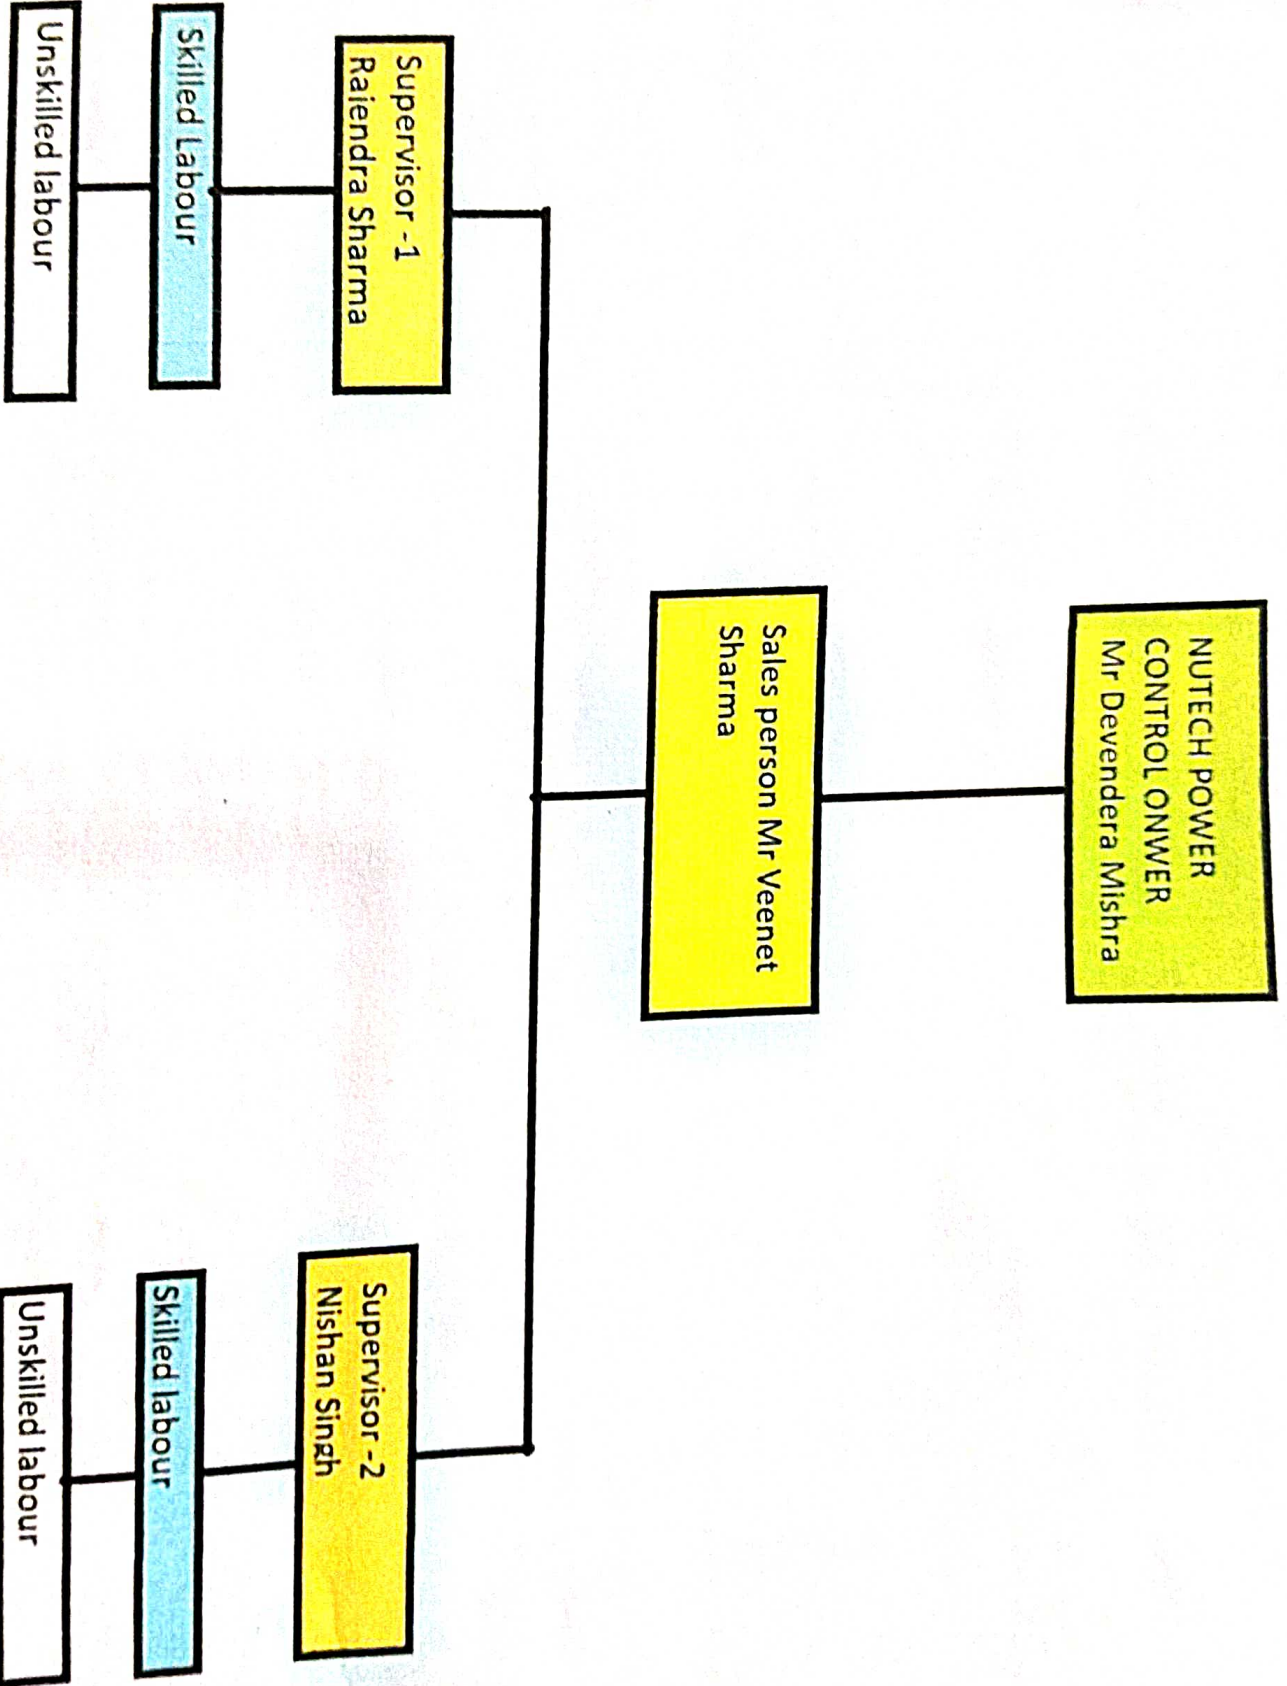 NUTECH POWER
CONTROL ONWER
Mr Devendera Mishra
Sales person Mr Veenet
Sharma
Supervisor -1
Rajendra Sharma
Supervisor -2
Nishan Singh
Skilled Labour
Skilled labour
Unskilled labour
Unskilled labour